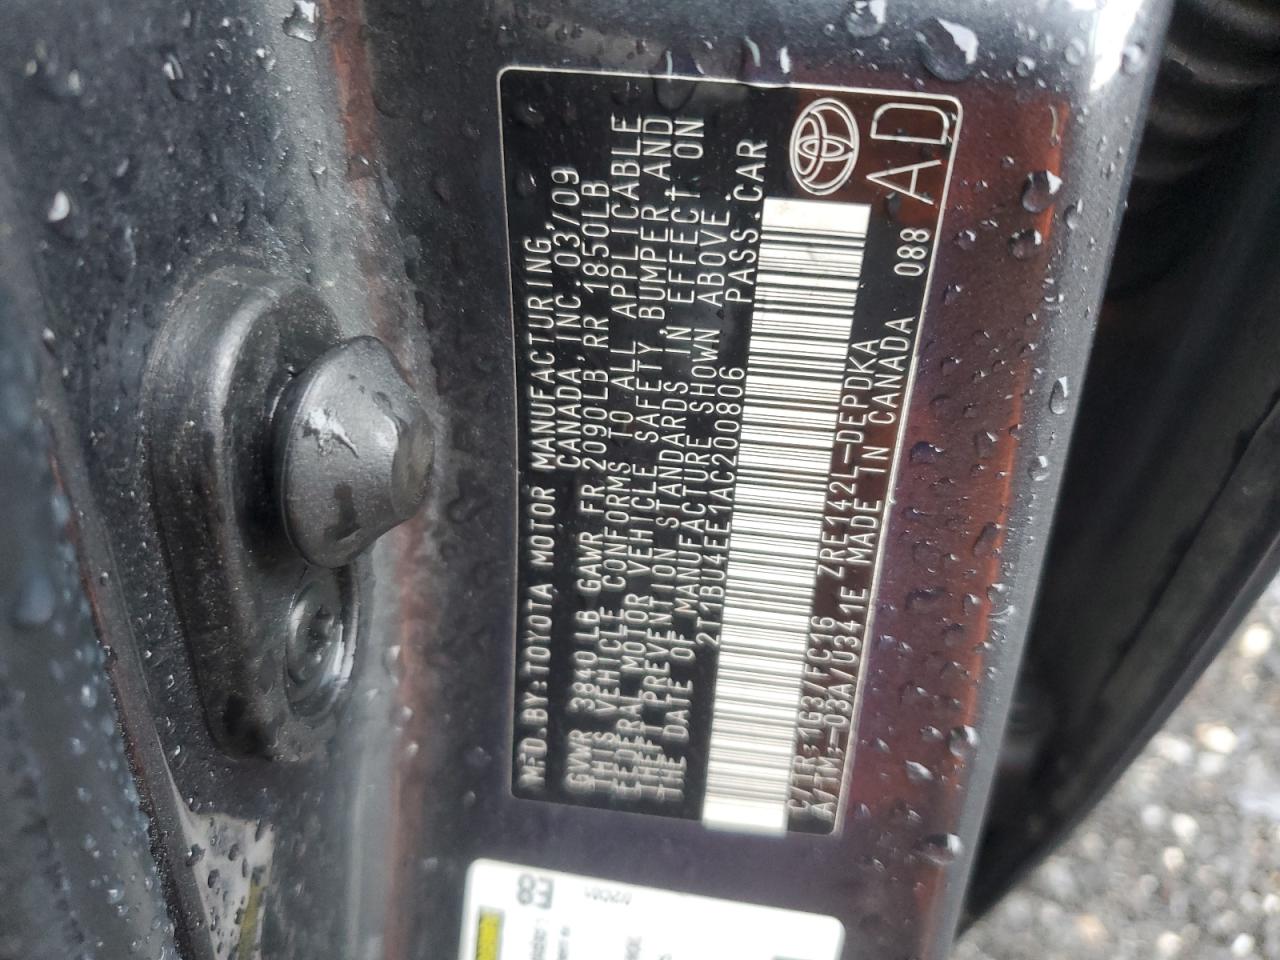 MFD.BY:TOYOTA MOTOR MANUFACTURING,
CANADA,INC. 03/09
GVWR 3840LB GAWR FR 2090LB,RR 1850LB
THIS VEHICLE CONFORMS TO ALL APPLICABLE
FEDERAL MOTOR VEHICLE SAFETY,BUMPER,AND
THEFT PREVENTION STANDARDS IN EFFECT ON
THE DATE OF MANUFACTURE SHOWN ABOVE.
2T1BU4EE1AC200806 PASS.CAR
C/TR:1G3/FC16 ZRE142L-DEPDKA 088
A/TM:-03A/U341E MADE IN CANADA
AD
E8